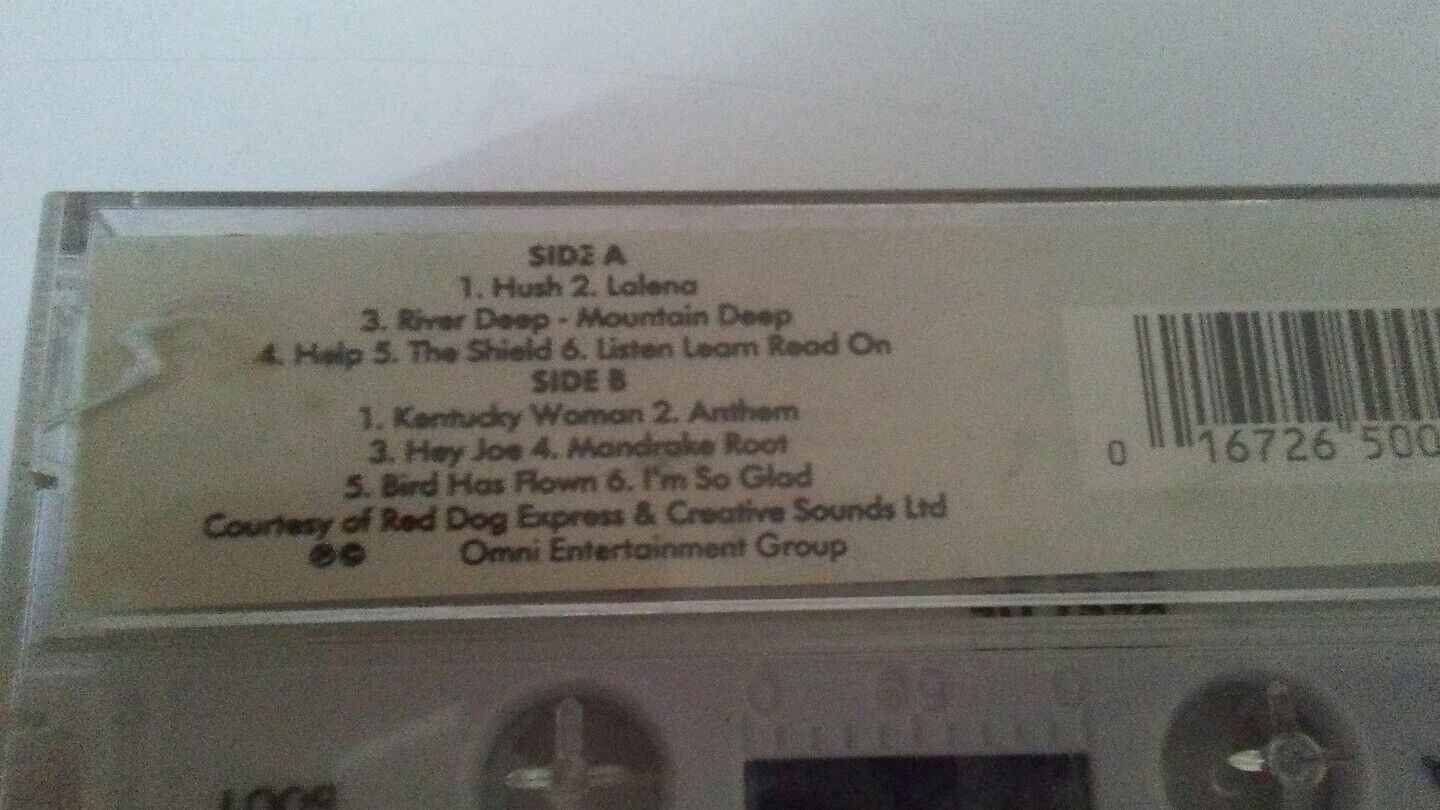 SIDE A
1. Hush 2. Lalena
3. River Deep - Mountain Deep
4. Help 5. The Shield 6. Listen Learn Read On
SIDE B
1. Kentucky Woman 2. Anthem
3. Hey Joe 4. Mandrake Root
5. Bird Has Flown 6. I'm So Glad
Courtesy of Red Dog Express & Creative Sounds Ltd
℗© Omni Entertainment Group
0 16726 500